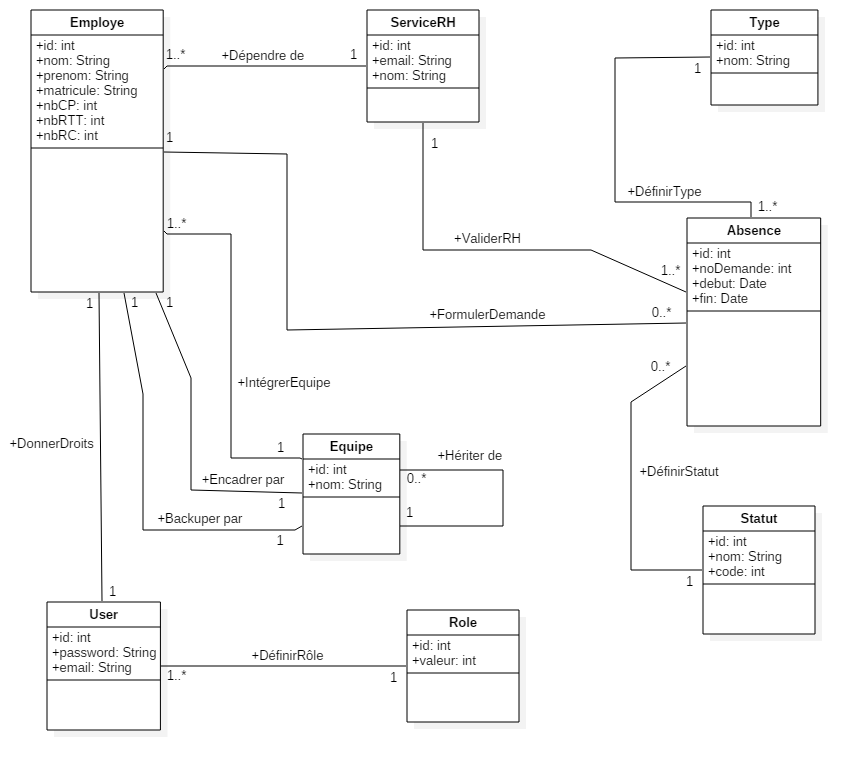 Employe
+id: int
+nom: String
+prenom: String
+matricule: String
+nbCP: int
+nbRTT: int
+nbRC: int
1..*
+Dépendre de
1
ServiceRH
+id: int
+email: String
+nom: String
Type
+id: int
+nom: String
1
1
1
+DéfinirType
1..*
1..*
+ValiderRH
1..*
Absence
+id: int
+noDemande: int
+debut: Date
+fin: Date
1
1
1
+FormulerDemande
0..*
0..*
+IntégrerEquipe
+DonnerDroits
1
Equipe
+id: int
+nom: String
+Hériter de
0..*
1
+Encadrer par
1
+Backuper par
1
+DéfinirStatut
Statut
+id: int
+nom: String
+code: int
1
1
User
+id: int
+password: String
+email: String
1..*
+DéfinirRôle
1
Role
+id: int
+valeur: int